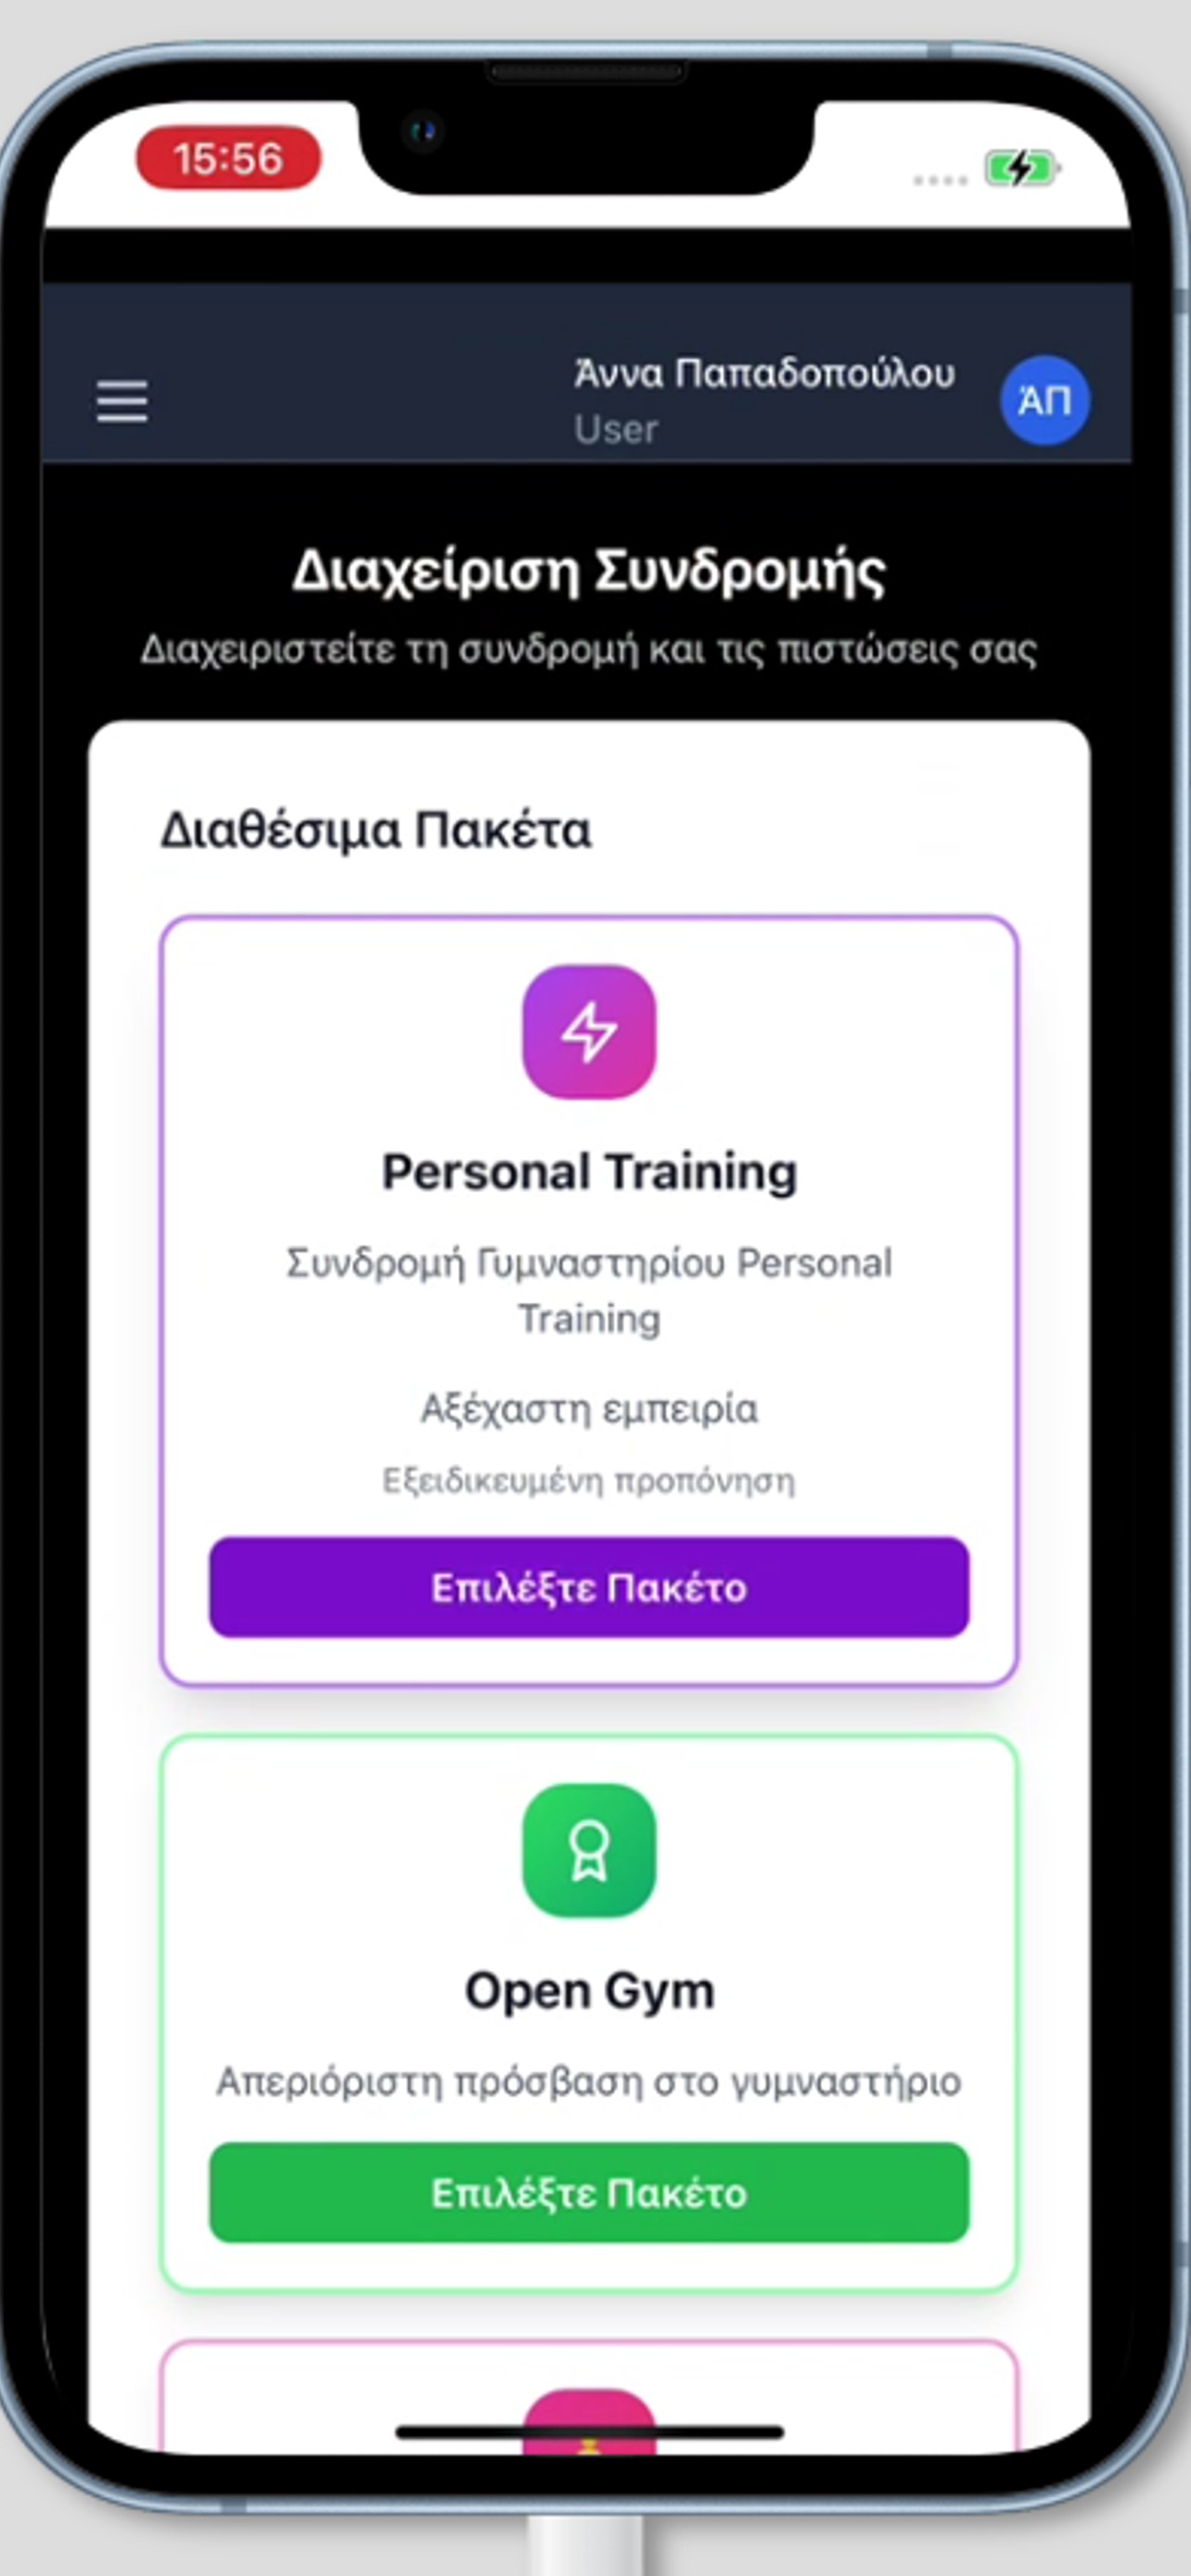 15:56
Άννα Παπαδοπούλου
User
ΆΠ
Διαχείριση Συνδρομής
Διαχειριστείτε τη συνδρομή και τις πιστώσεις σας
Διαθέσιμα Πακέτα
Personal Training
Συνδρομή Γυμναστηρίου Personal
Training
Αξέχαστη εμπειρία
Εξειδικευμένη προπόνηση
Επιλέξτε Πακέτο
Open Gym
Απεριόριστη πρόσβαση στο γυμναστήριο
Επιλέξτε Πακέτο